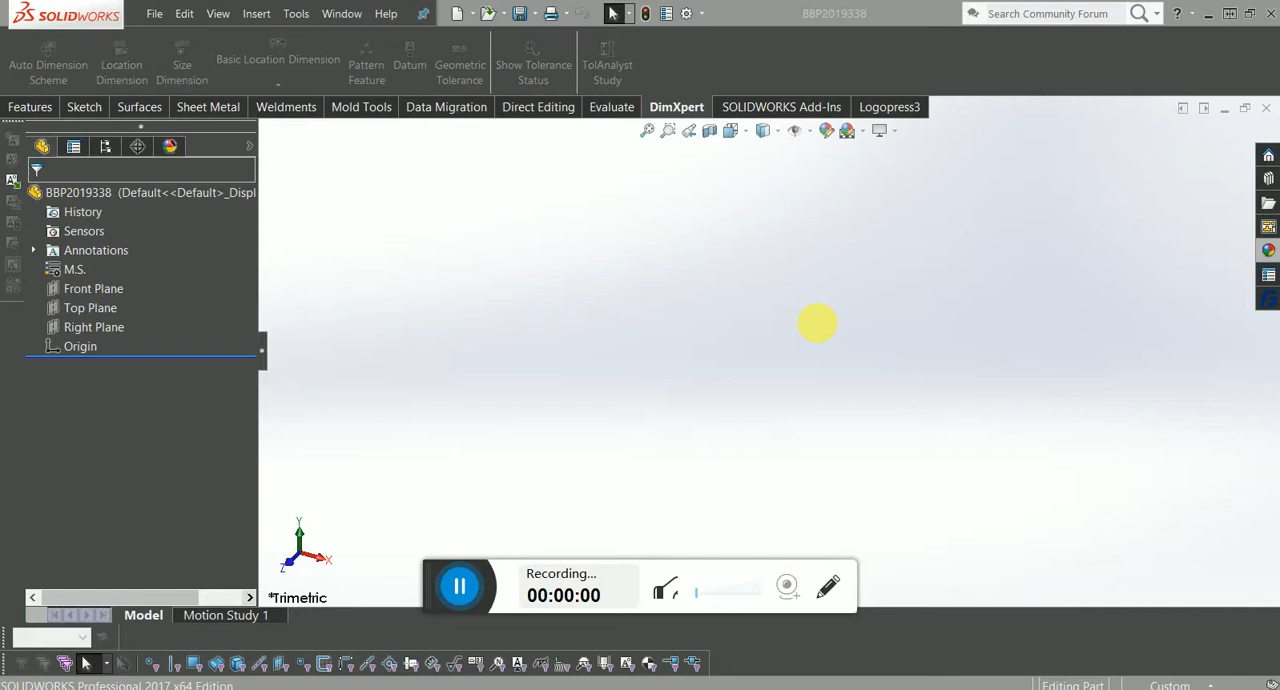 SOLIDWORKS File Edit View Insert Tools Window Help BBP2019338 Search Community Forum ?
Auto Dimension Scheme Location Dimension Size Dimension Basic Location Dimension Pattern Feature Datum Geometric Tolerance Show Tolerance Status TolAnalyst Study
Features Sketch Surfaces Sheet Metal Weldments Mold Tools Data Migration Direct Editing Evaluate DimXpert SOLIDWORKS Add-Ins Logopress3
BBP2019338 (Default<<Default>_Displ
History
Sensors
Annotations
M.S.
Front Plane
Top Plane
Right Plane
Origin
Y
X
Z
*Trimetric
Recording...
00:00:00
Model Motion Study 1
SOLIDWORKS Professional 2017 x64 Edition Editing Part Custom